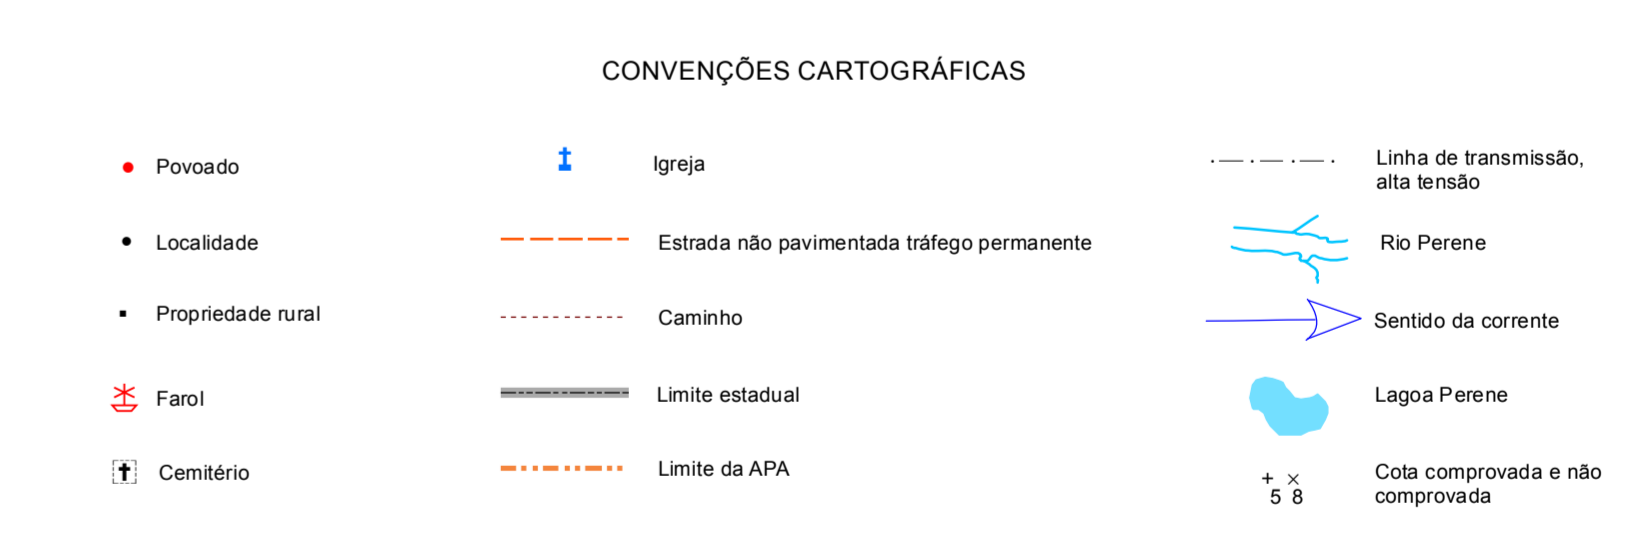 CONVENÇÕES CARTOGRÁFICAS
Povoado
Localidade
Propriedade rural
Farol
Cemitério
Igreja
Estrada não pavimentada tráfego permanente
Caminho
Limite estadual
Limite da APA
Linha de transmissão,
alta tensão
Rio Perene
Sentido da corrente
Lagoa Perene
5 8
Cota comprovada e não
comprovada